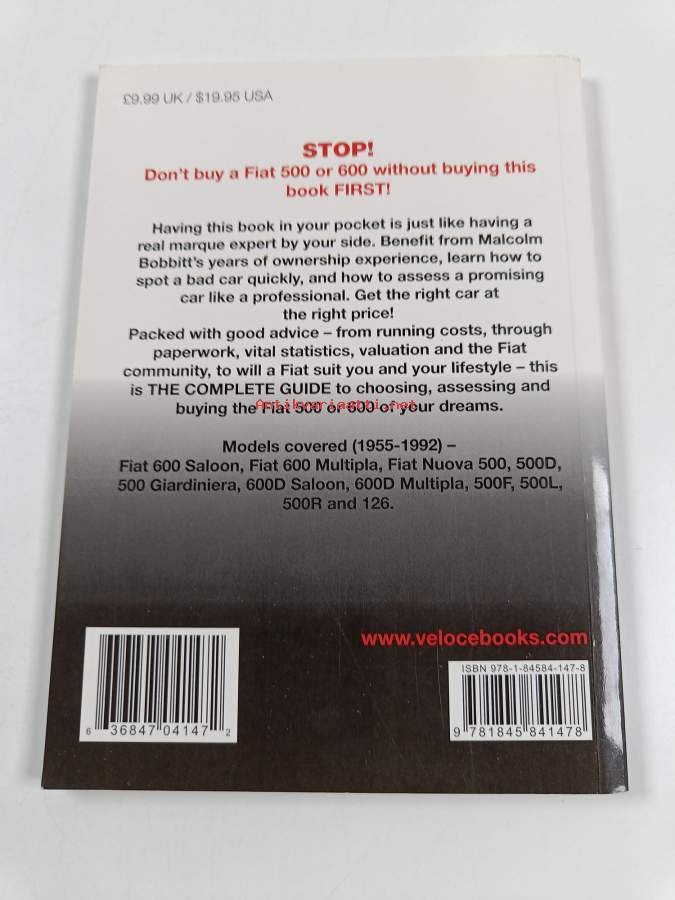 £9.99 UK / $19.95 USA
STOP!
Don't buy a Fiat 500 or 600 without buying this
book FIRST!
Having this book in your pocket is just like having a
real marque expert by your side. Benefit from Malcolm
Bobbitt's years of ownership experience, learn how to
spot a bad car quickly, and how to assess a promising
car like a professional. Get the right car at
the right price!
Packed with good advice – from running costs, through
paperwork, vital statistics, valuation and the Fiat
community, to will a Fiat suit you and your lifestyle – this
is THE COMPLETE GUIDE to choosing, assessing and
buying the Fiat 500 or 600 of your dreams.
Antikvariaatti.net
Models covered (1955-1992) –
Fiat 600 Saloon, Fiat 600 Multipla, Fiat Nuova 500, 500D,
500 Giardiniera, 600D Saloon, 600D Multipla, 500F, 500L,
500R and 126.
www.velocebooks.com
ISBN 978-1-84584-147-8
6 36847 04147 2
9 781845 841478